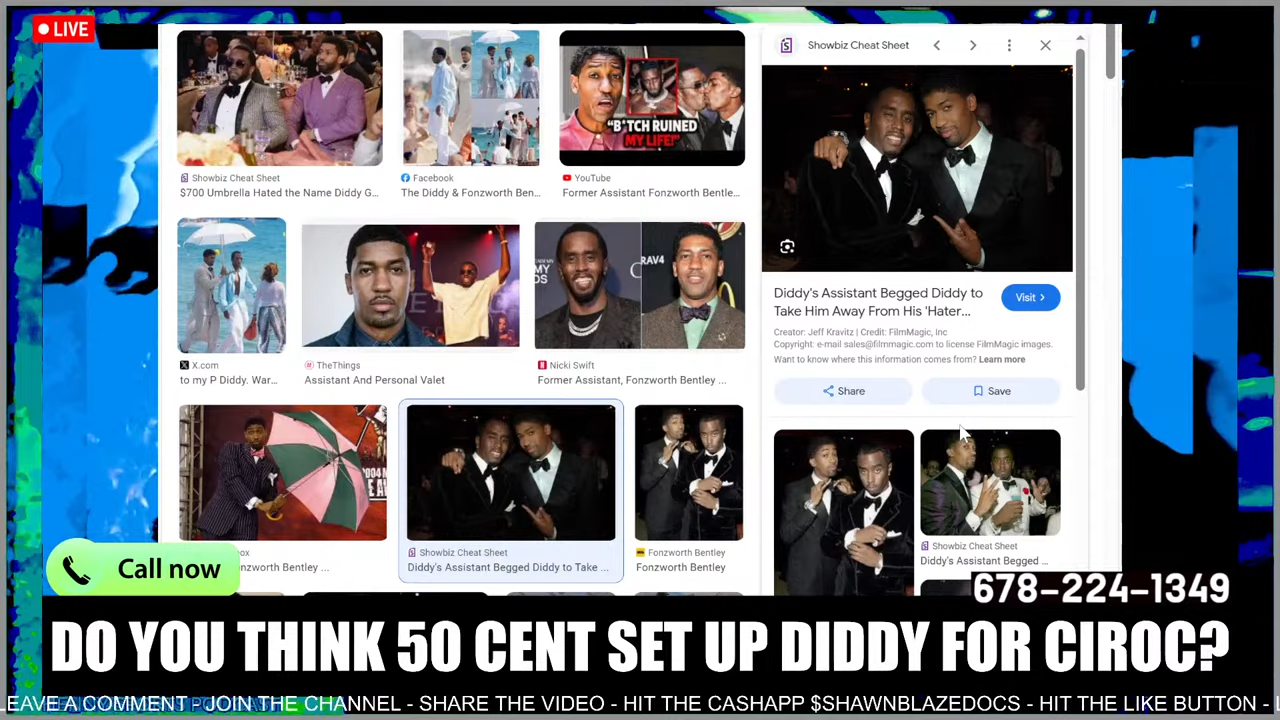 LIVE
Showbiz Cheat Sheet
"B*TCH RUINED
MY LIFE!"
Showbiz Cheat Sheet
$700 Umbrella Hated the Name Diddy G...
Facebook
The Diddy & Fonzworth Ben...
YouTube
Former Assistant Fonzworth Bentle...
RAV4
X.com
to my P Diddy. War...
TheThings
Assistant And Personal Valet
Nicki Swift
Former Assistant, Fonzworth Bentley ...
Diddy's Assistant Begged Diddy to
Take Him Away From His 'Hater...
Visit >
Creator: Jeff Kravitz | Credit: FilmMagic, Inc
Copyright: e-mail sales@filmmagic.com to license FilmMagic images.
Want to know where this information comes from? Learn more
Share
Save
2004
Bentley ...
Showbiz Cheat Sheet
Diddy's Assistant Begged Diddy to Take ...
Fonzworth Bentley
Fonzworth Bentley
Showbiz Cheat Sheet
Diddy's Assistant Begged ...
Call now
678-224-1349
DO YOU THINK 50 CENT SET UP DIDDY FOR CIROC?
EAVE A COMMENT - JOIN THE CHANNEL - SHARE THE VIDEO - HIT THE CASHAPP $SHAWNBLAZEDOCS - HIT THE LIKE BUTTON -